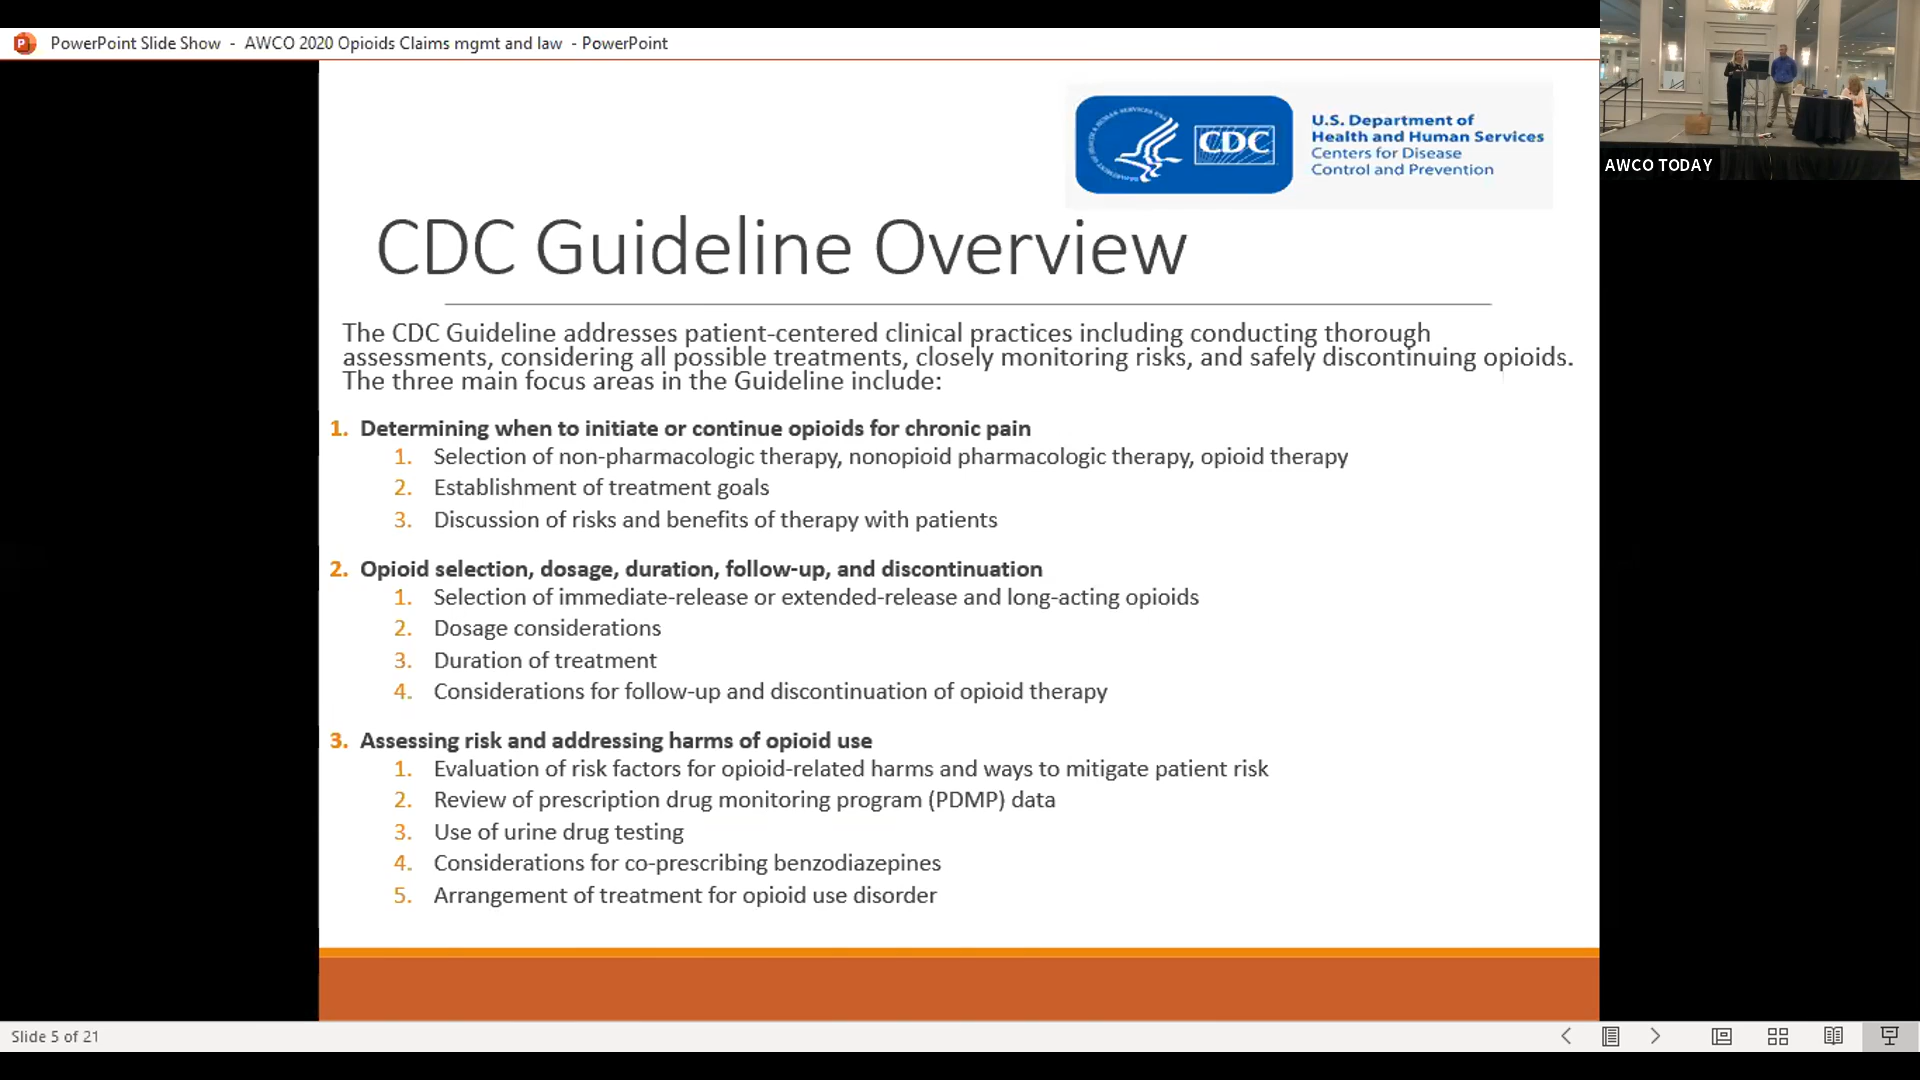 PowerPoint Slide Show - AWCO 2020 Opioids Claims mgmt and law - PowerPoint
AWCO TODAY
CDC
U.S. Department of
Health and Human Services
Centers for Disease
Control and Prevention
CDC Guideline Overview
The CDC Guideline addresses patient-centered clinical practices including conducting thorough
assessments, considering all possible treatments, closely monitoring risks, and safely discontinuing opioids.
The three main focus areas in the Guideline include:
1. Determining when to initiate or continue opioids for chronic pain
1. Selection of non-pharmacologic therapy, nonopioid pharmacologic therapy, opioid therapy
2. Establishment of treatment goals
3. Discussion of risks and benefits of therapy with patients
2. Opioid selection, dosage, duration, follow-up, and discontinuation
1. Selection of immediate-release or extended-release and long-acting opioids
2. Dosage considerations
3. Duration of treatment
4. Considerations for follow-up and discontinuation of opioid therapy
3. Assessing risk and addressing harms of opioid use
1. Evaluation of risk factors for opioid-related harms and ways to mitigate patient risk
2. Review of prescription drug monitoring program (PDMP) data
3. Use of urine drug testing
4. Considerations for co-prescribing benzodiazepines
5. Arrangement of treatment for opioid use disorder
Slide 5 of 21